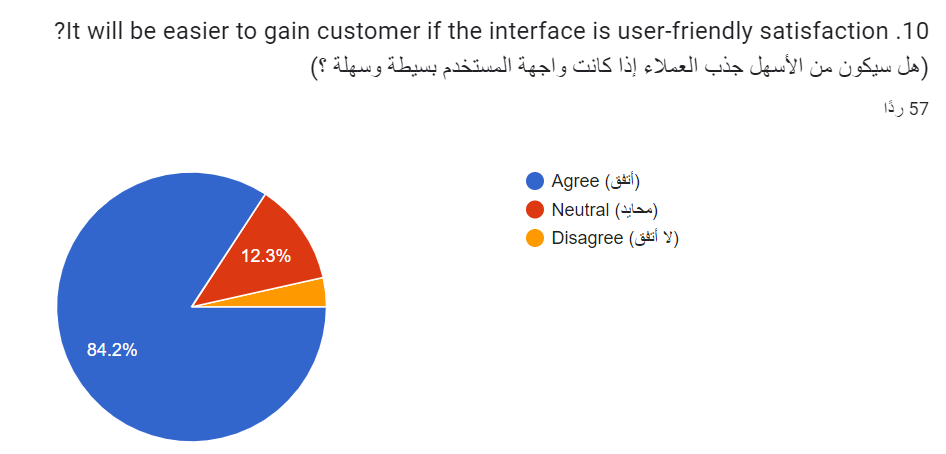 10. It will be easier to gain customer if the interface is user-friendly satisfaction?
(هل سيكون من الأسهل جذب العملاء إذا كانت واجهة المستخدم بسيطة وسهلة ؟)
57 ردًا
Agree (أتفق)
Neutral (محايد)
Disagree (لا أتفق)
12.3%
84.2%